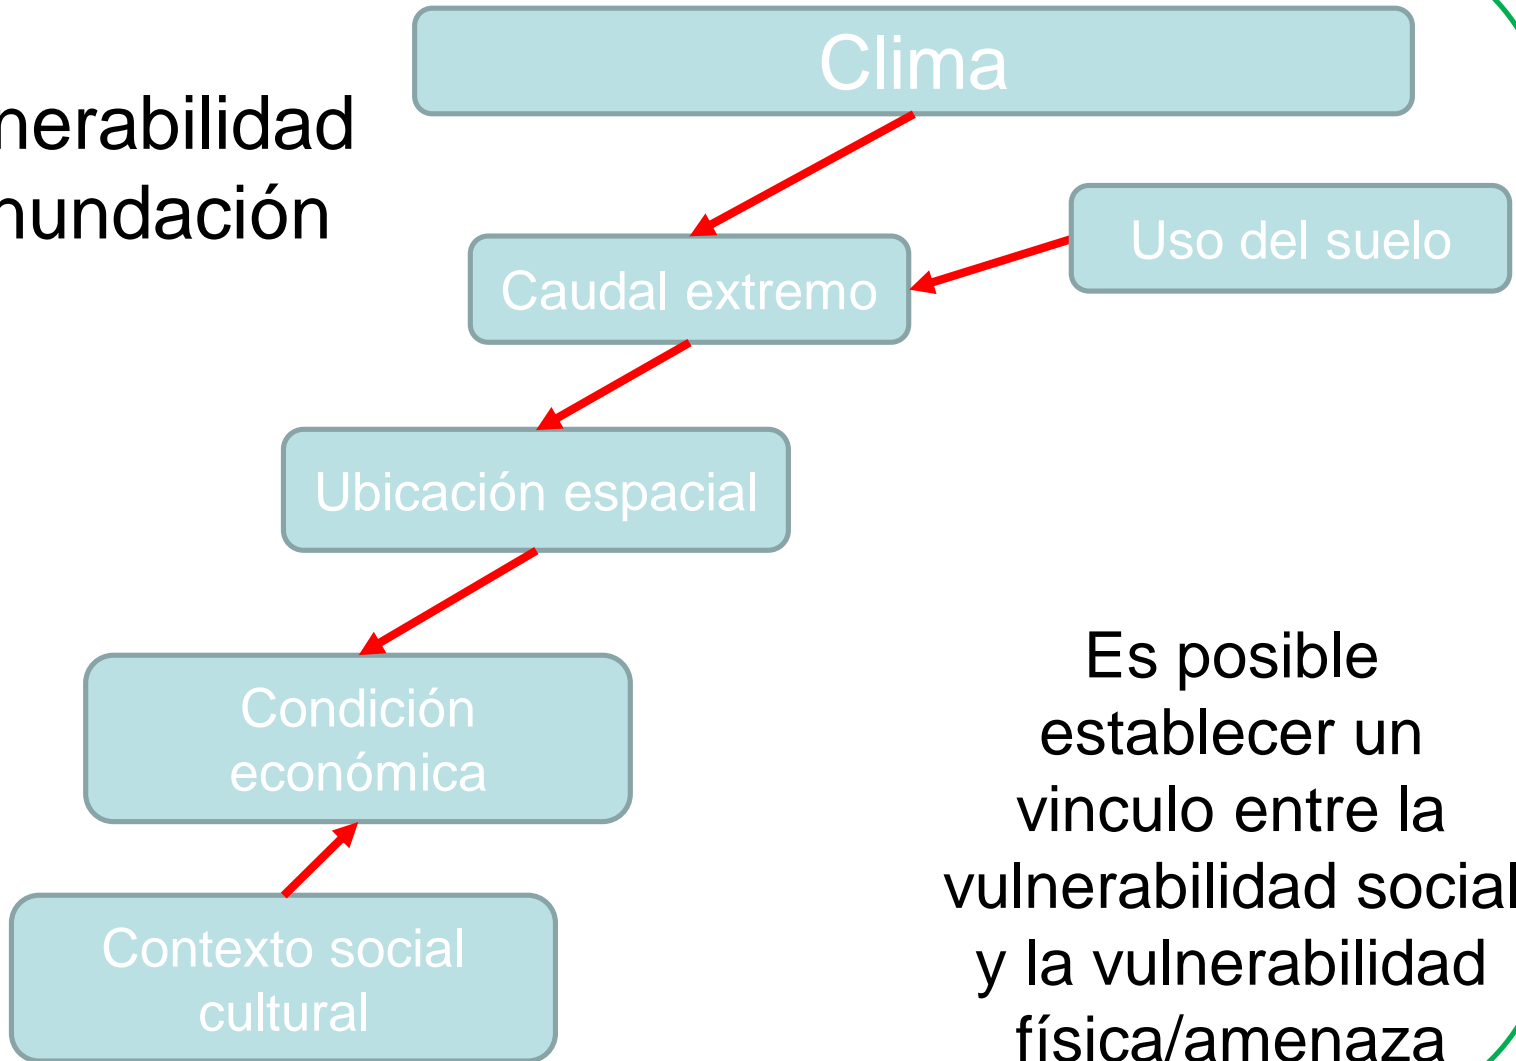 Clima
nerabilidad
nundación
Uso del suelo
Caudal extremo
Ubicación espacial
Condición
económica
Contexto social
cultural
Es posible
establecer un
vinculo entre la
vulnerabilidad social
y la vulnerabilidad
física/amenaza